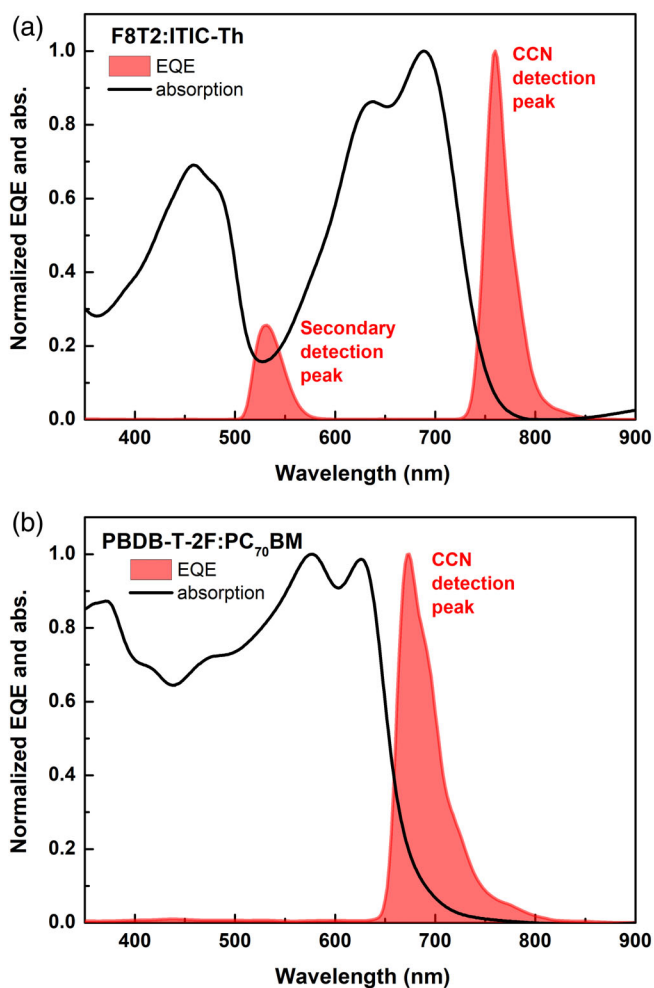 (a)
F8T2:ITIC-Th
EQE
absorption
CCN
detection
peak
Secondary
detection
peak
Normalized EQE and abs.
1.0
0.8
0.6
0.4
0.2
0.0
400 500 600 700 800 900
Wavelength (nm)
(b)
PBDB-T-2F:PC₇₀BM
EQE
absorption
CCN
detection
peak
Normalized EQE and abs.
1.0
0.8
0.6
0.4
0.2
0.0
400 500 600 700 800 900
Wavelength (nm)